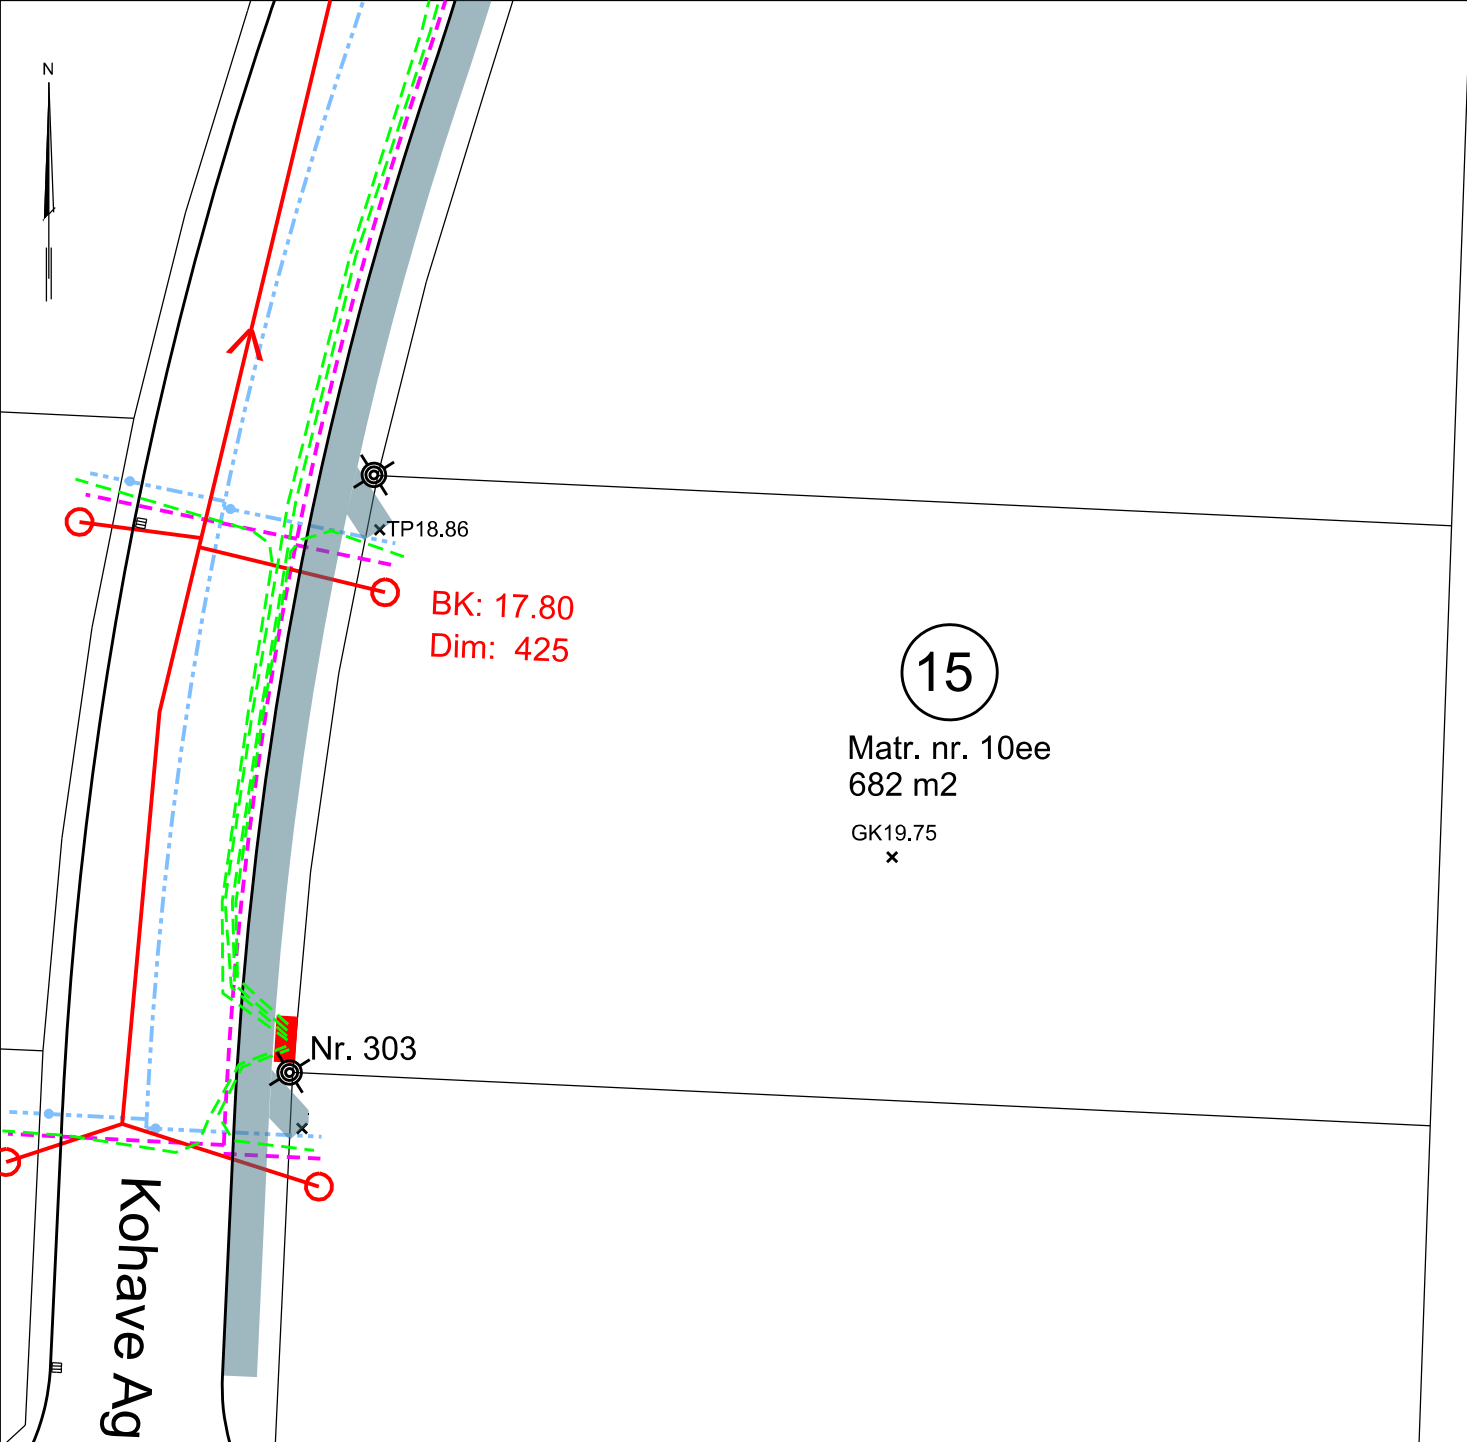 N
TP18.86
BK: 17.80
Dim: 425
15
Matr. nr. 10ee
682 m2
GK19.75
Nr. 303
Kohave Ag